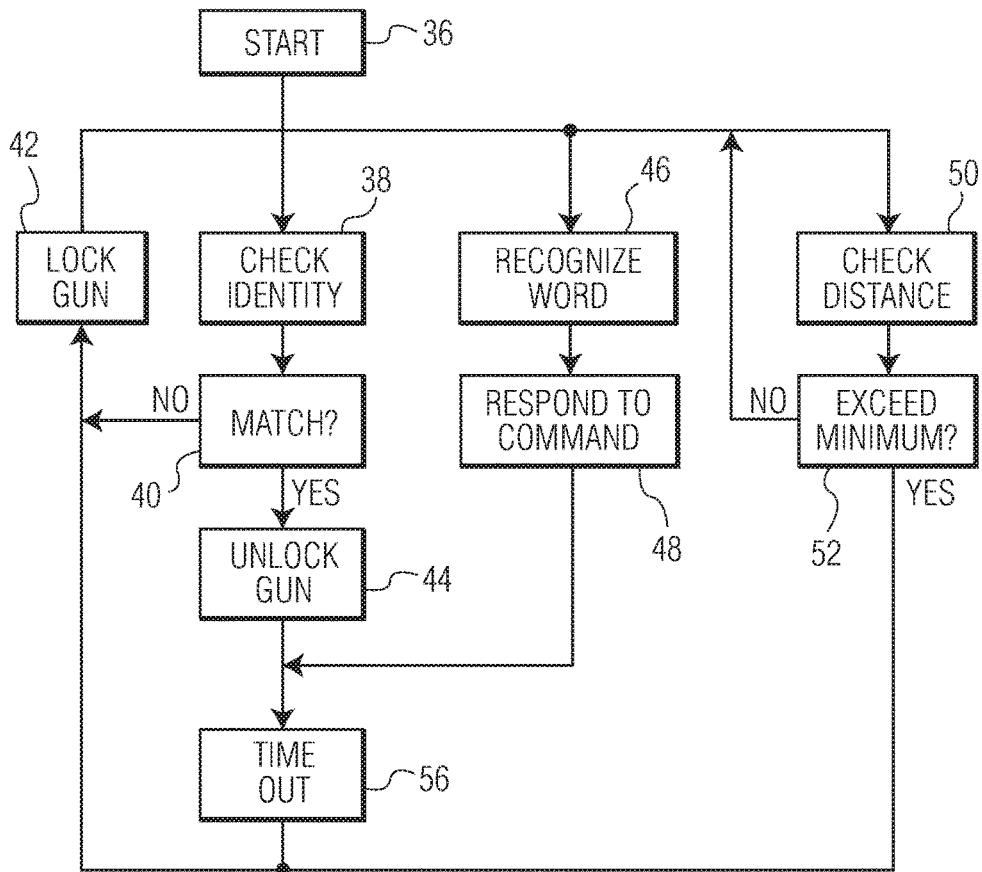 START
36
42
38
46
50
LOCK
GUN
CHECK
IDENTITY
RECOGNIZE
WORD
CHECK
DISTANCE
NO
MATCH?
RESPOND TO
COMMAND
NO
EXCEED
MINIMUM?
40
YES
48
52
YES
UNLOCK
GUN
44
TIME
OUT
56